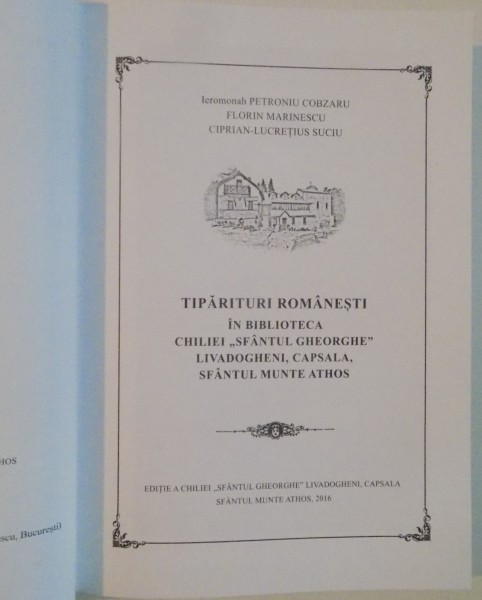 Ieromonah PETRONIU COBZARU
FLORIN MARINESCU
CIPRIAN-LUCREȚIUS SUCIU
TIPĂRITURI ROMÂNEȘTI
ÎN BIBLIOTECA
CHILIEI „SFÂNTUL GHEORGHE”
LIVADOGHENI, CAPSALA,
SFÂNTUL MUNTE ATHOS
EDIȚIE A CHILIEI „SFÂNTUL GHEORGHE” LIVADOGHENI, CAPSALA
SFÂNTUL MUNTE ATHOS, 2016
București)